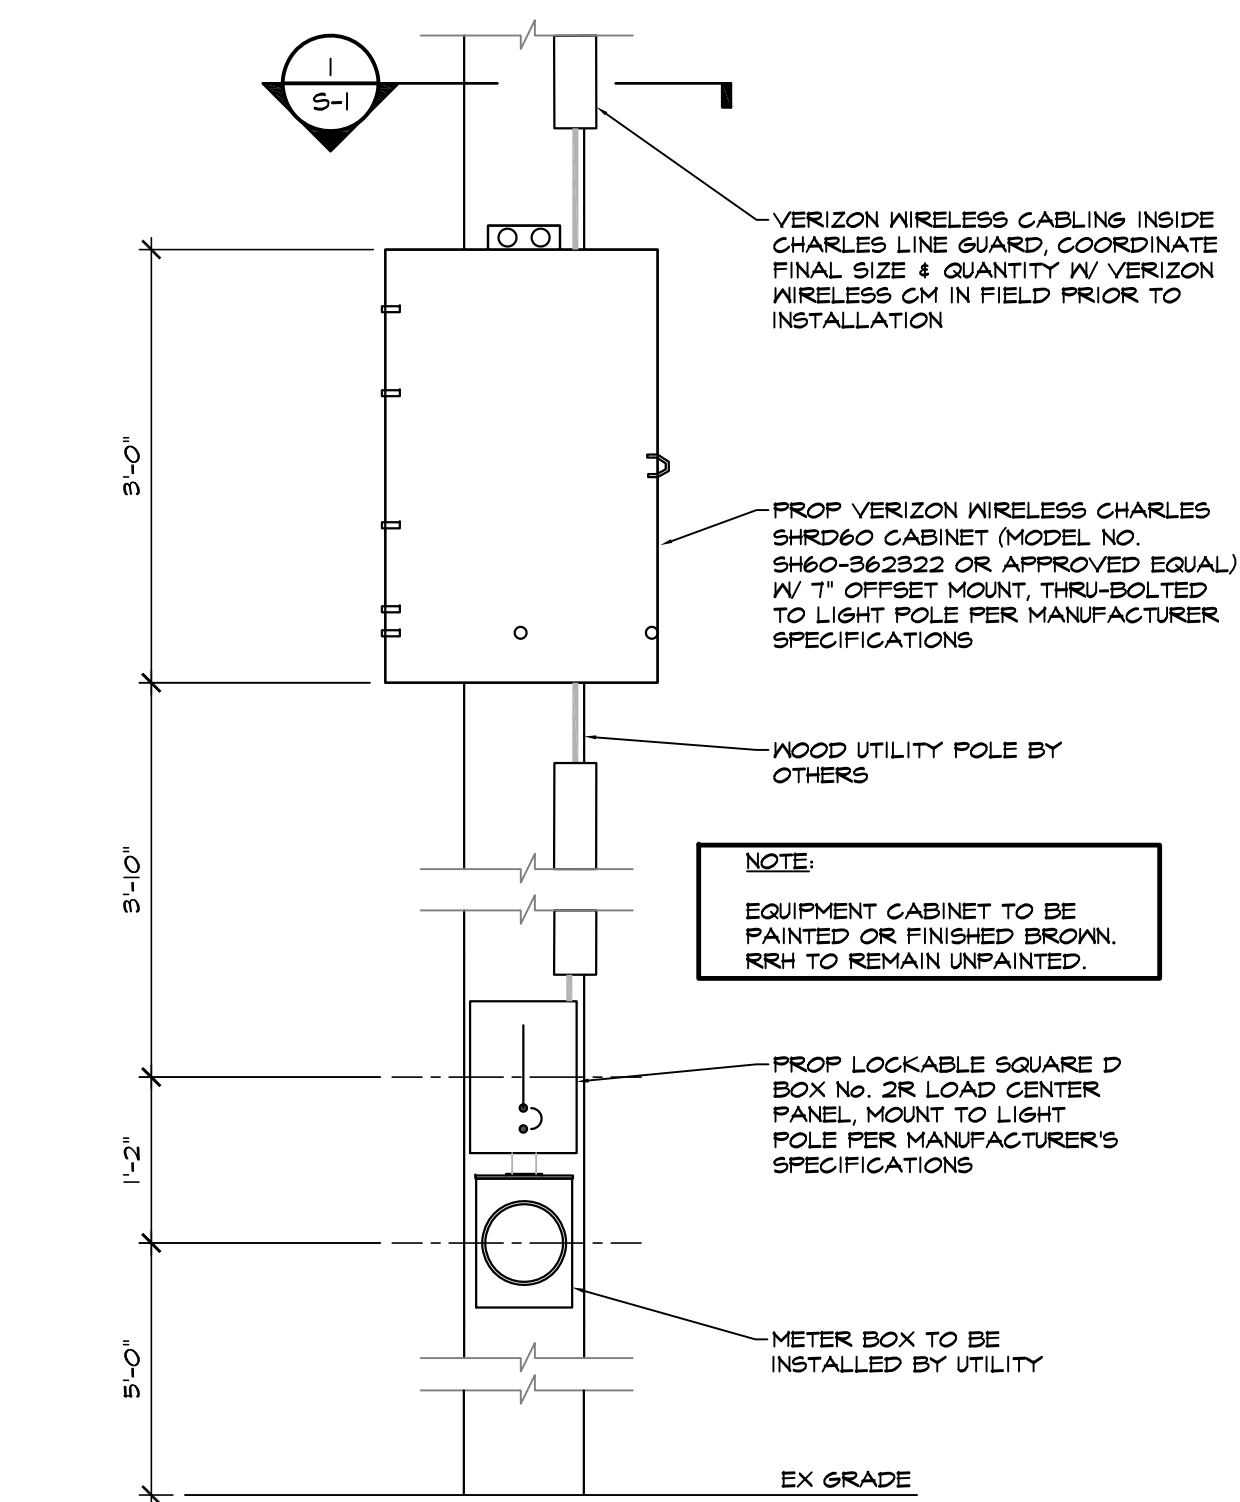 1
S-1
VERIZON WIRELESS CABLING INSIDE
CHARLES LINE GUARD, COORDINATE
FINAL SIZE & QUANTITY W/ VERIZON
WIRELESS CM IN FIELD PRIOR TO
INSTALLATION
3'-0"
PROP VERIZON WIRELESS CHARLES
SHRD60 CABINET (MODEL NO.
SH60-362322 OR APPROVED EQUAL)
W/ 7" OFFSET MOUNT, THRU-BOLTED
TO LIGHT POLE PER MANUFACTURER
SPECIFICATIONS
WOOD UTILITY POLE BY
OTHERS
3'-10"
NOTE:
EQUIPMENT CABINET TO BE
PAINTED OR FINISHED BROWN.
RRH TO REMAIN UNPAINTED.
PROP LOCKABLE SQUARE D
BOX No. 2R LOAD CENTER
PANEL, MOUNT TO LIGHT
POLE PER MANUFACTURER'S
SPECIFICATIONS
1'-2"
METER BOX TO BE
INSTALLED BY UTILITY
5'-0"
EX GRADE